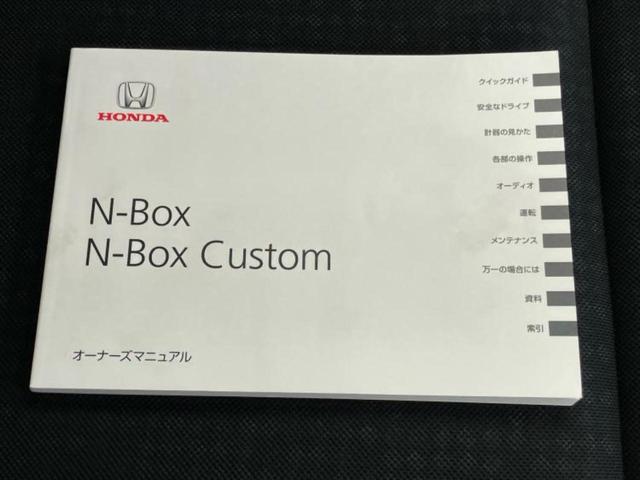 HONDA
N-Box
N-Box Custom
オーナーズマニュアル
クイックガイド
安全なドライブ
計器の見かた
各部の操作
オーディオ
運転
メンテナンス
万一の場合には
資料
索引